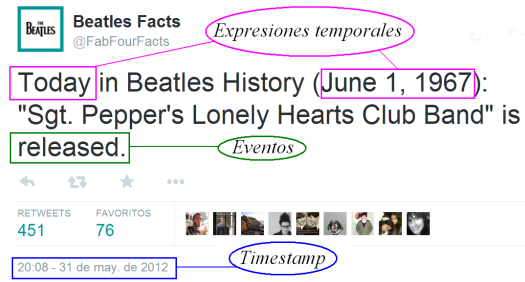 THE BEATLES
Beatles Facts
@FabFourFacts
Expresiones temporales
Today in Beatles History (June 1, 1967):
"Sgt. Pepper's Lonely Hearts Club Band" is
released.
Eventos
RETWEETS FAVORITOS
451 76
Timestamp
20:08 - 31 de may. de 2012